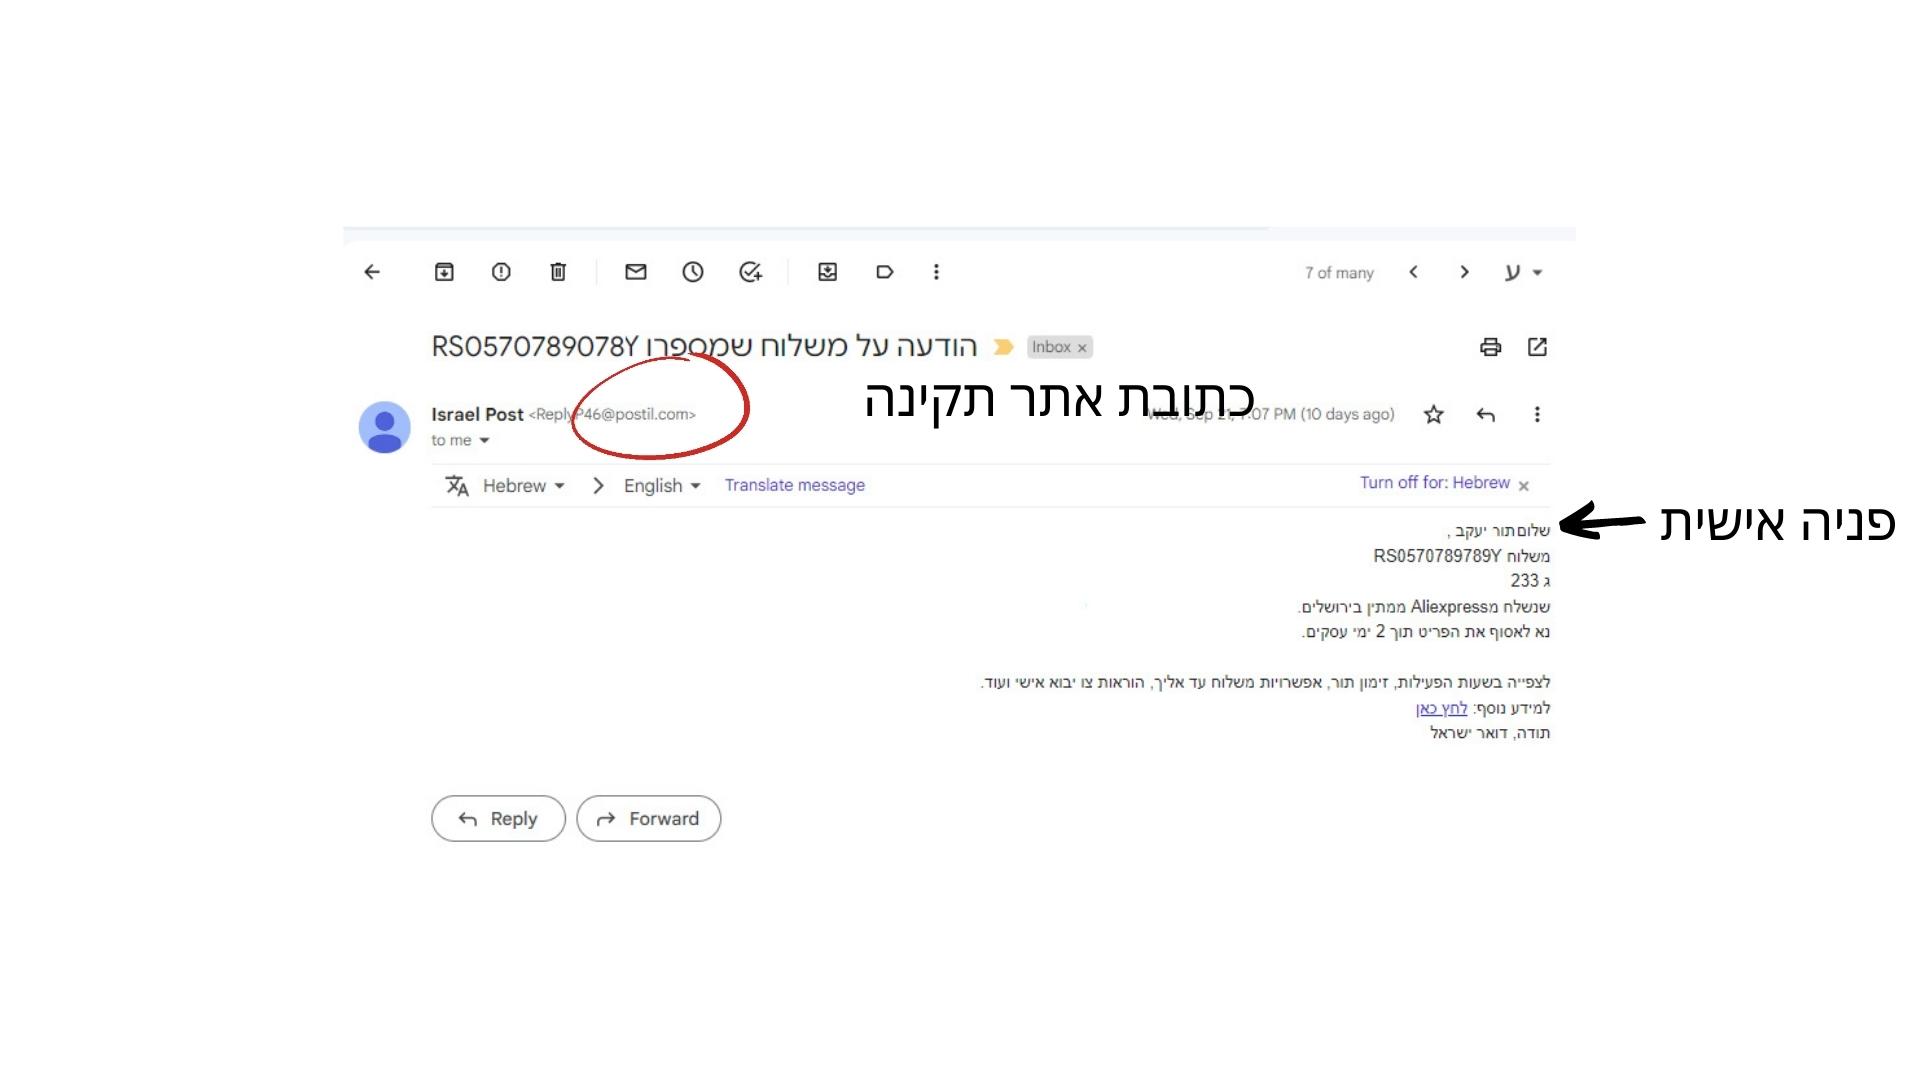 7 of many
ע
הודעה על משלוח שמספרו RS0570789078Y
Inbox x
כתובת אתר תקינה
Israel Post <ReplyP46@postil.com>
Wed, Sep 21, 7:07 PM (10 days ago)
to me
Hebrew > English Translate message
Turn off for: Hebrew x
פניה אישית
שלום תור יעקב ,
משלוח RS0570789789Y
ג 233
שנשלח מAliexpress ממתין בירושלים.
נא לאסוף את הפריט תוך 2 ימי עסקים.
לצפייה בשעות הפעילות, זימון תור, אפשרויות משלוח עד אליך, הוראות צו יבוא אישי ועוד.
למידע נוסף: לחץ כאן
תודה, דואר ישראל
Reply
Forward